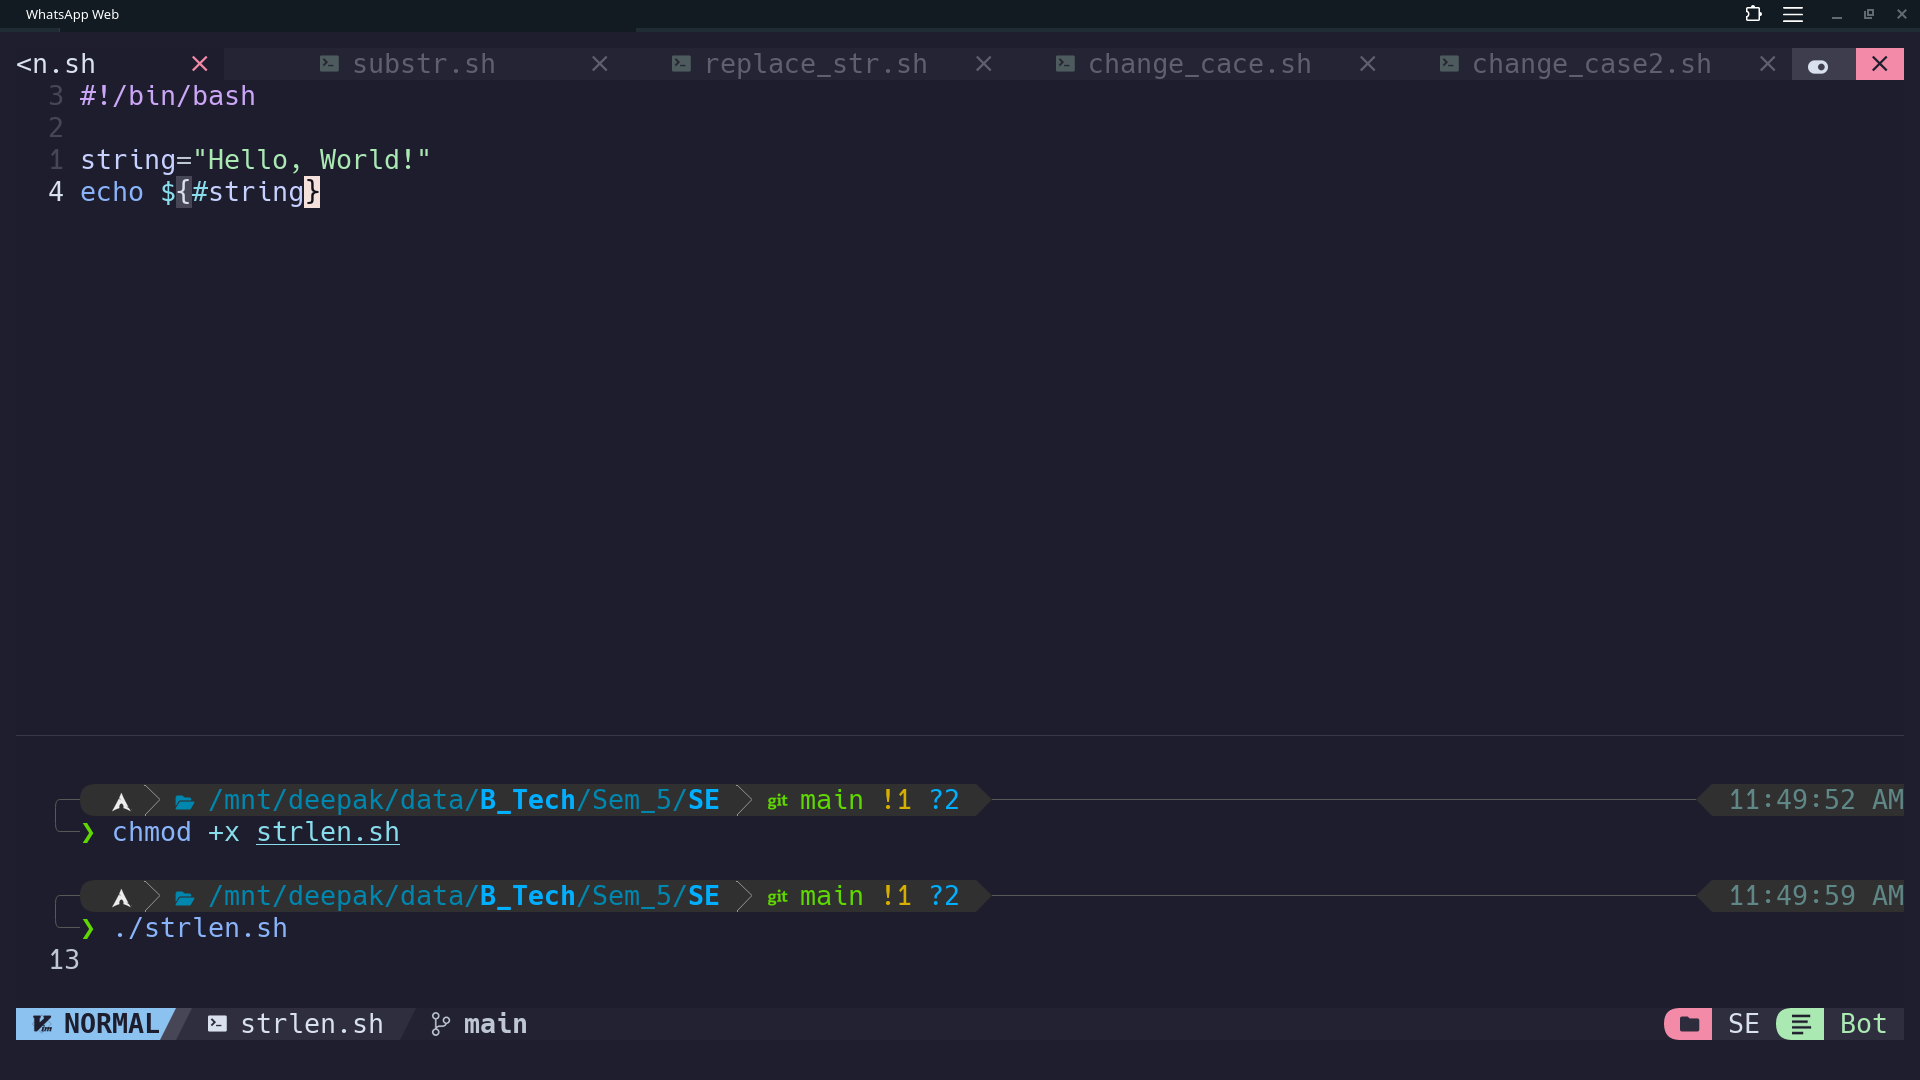 WhatsApp Web
<n.sh substr.sh replace_str.sh change_cace.sh change_case2.sh
3 #!/bin/bash
2
1 string="Hello, World!"
4 echo ${#string}
/mnt/deepak/data/B_Tech/Sem_5/SE git main !1 ?2 11:49:52 AM
❯ chmod +x strlen.sh
/mnt/deepak/data/B_Tech/Sem_5/SE git main !1 ?2 11:49:59 AM
❯ ./strlen.sh
13
NORMAL strlen.sh main SE Bot